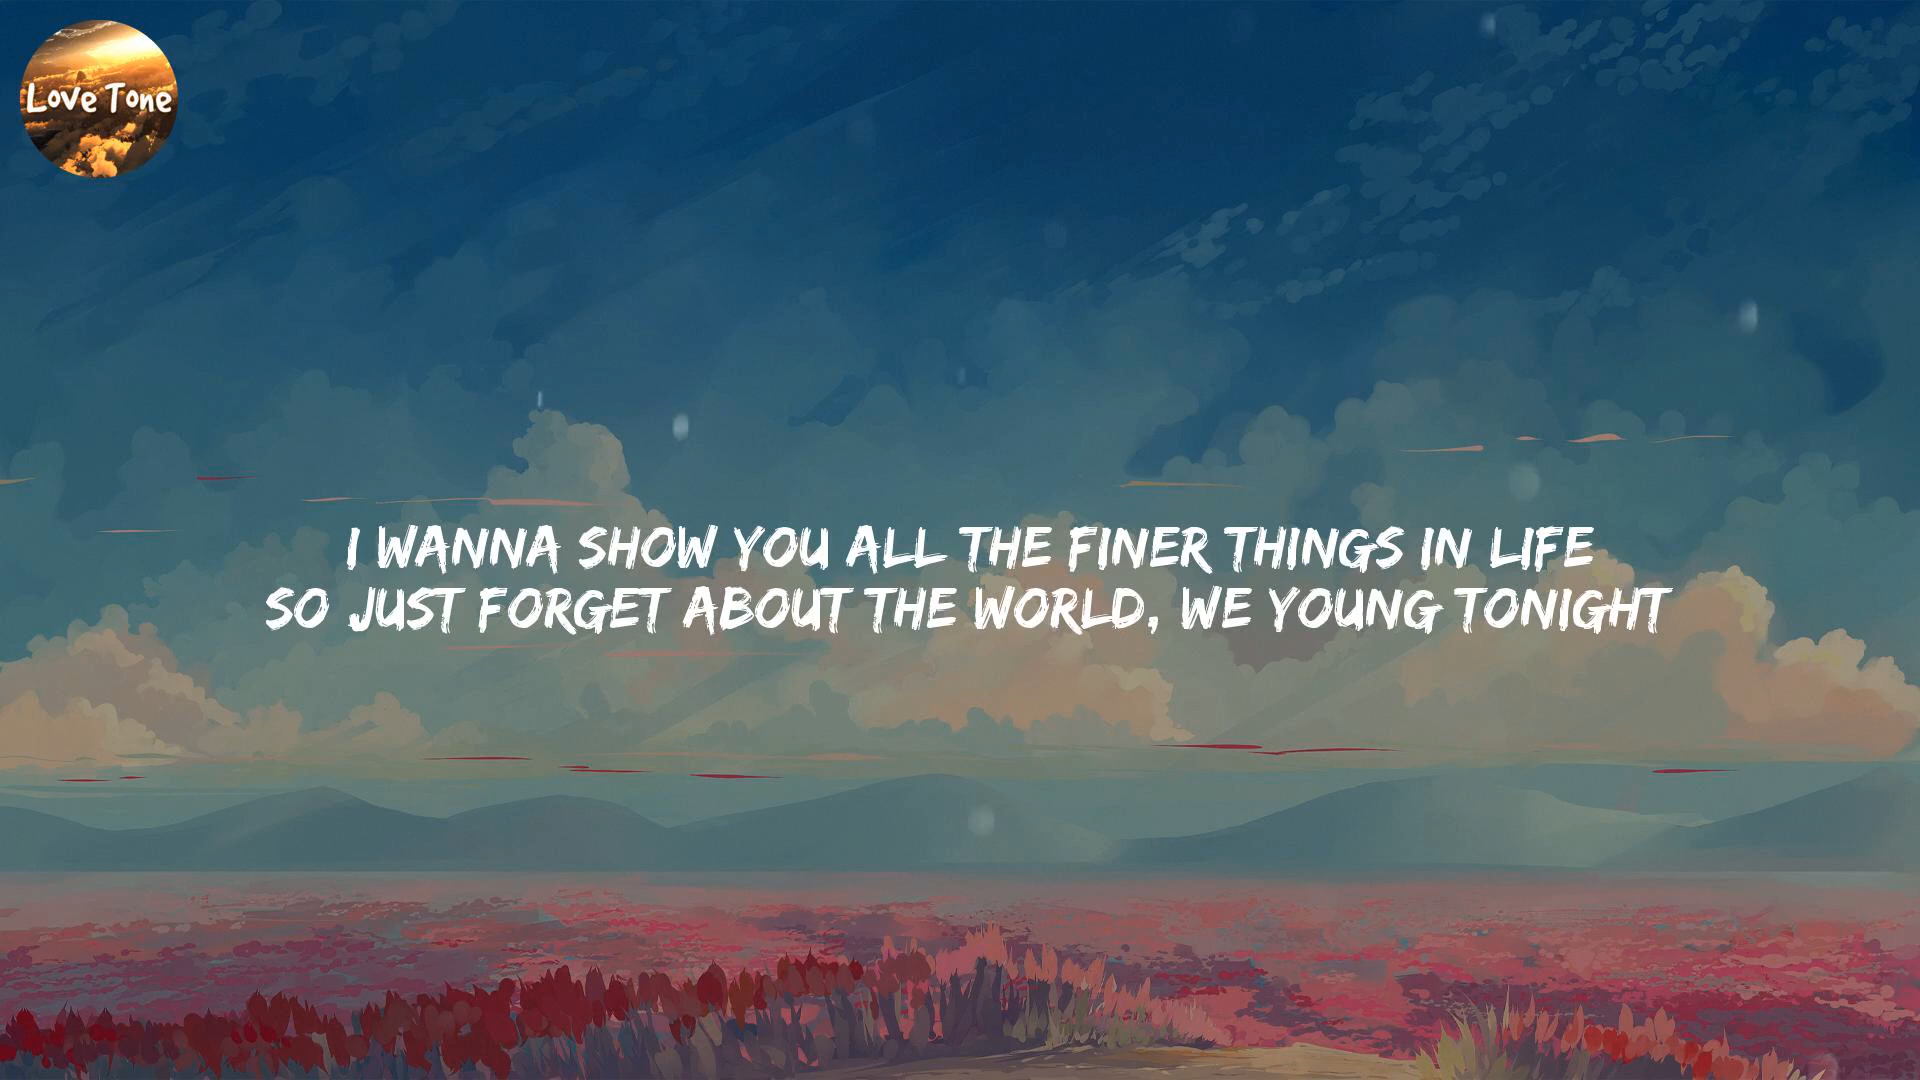 Love Tone
I WANNA SHOW YOU ALL THE FINER THINGS IN LIFE
SO JUST FORGET ABOUT THE WORLD, WE YOUNG TONIGHT